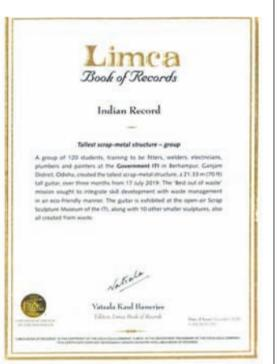 Limca
Book of Records
Indian Record
Tallest scrap-metal structure – group
A group of 120 students, training to be fitters, welders, electricians,
plumbers and painters at the Government ITI in Berhampur, Ganjam
District, Odisha, created the tallest scrap-metal structure, a 21.33 m (70 ft)
tall guitar, over three months from 17 July 2019. The 'Best out of waste'
mission sought to integrate skill development with waste management
in an eco-friendly manner. The guitar is exhibited at the open-air Scrap
Sculpture Museum of the ITI, along with 10 other smaller sculptures, also
all created from waste.
Vatsala
Vatsala Kaul Banerjee
Editor, Limca Book of Records